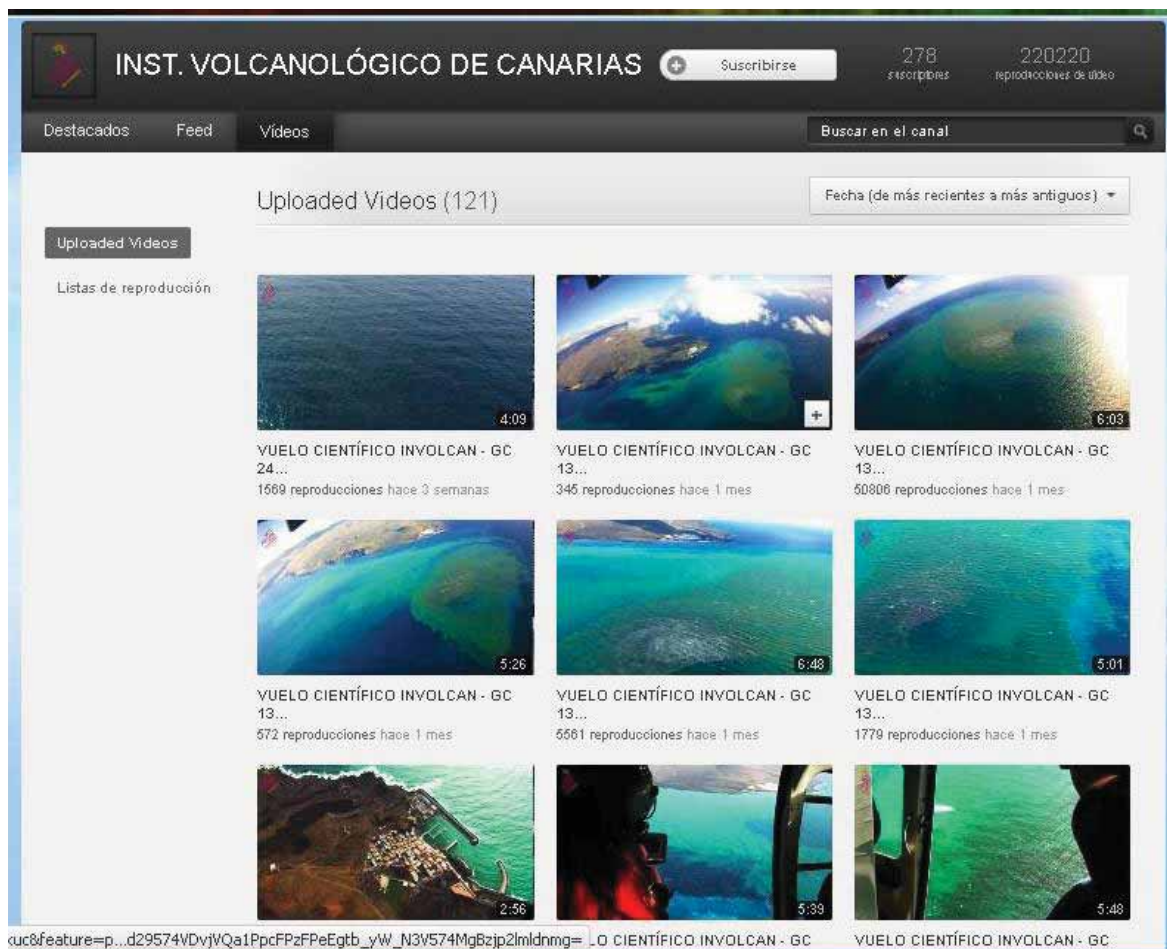 INST. VOLCANOLÓGICO DE CANARIAS
Suscribirse
278
suscriptores
220220
reproducciones de vídeo
Destacados Feed Vídeos
Buscar en el canal
Uploaded Videos (121)
Fecha (de más recientes a más antiguos)
Uploaded Videos
Listas de reproducción
4:09
6:03
VUELO CIENTÍFICO INVOLCAN - GC
24...
1569 reproducciones hace 3 semanas
VUELO CIENTÍFICO INVOLCAN - GC
13...
345 reproducciones hace 1 mes
VUELO CIENTÍFICO INVOLCAN - GC
13...
50806 reproducciones hace 1 mes
5:26
6:48
5:01
VUELO CIENTÍFICO INVOLCAN - GC
13...
572 reproducciones hace 1 mes
VUELO CIENTÍFICO INVOLCAN - GC
13...
5561 reproducciones hace 1 mes
VUELO CIENTÍFICO INVOLCAN - GC
13...
1779 reproducciones hace 1 mes
2:56
5:39
5:48
LO CIENTÍFICO INVOLCAN - GC
VUELO CIENTÍFICO INVOLCAN - GC